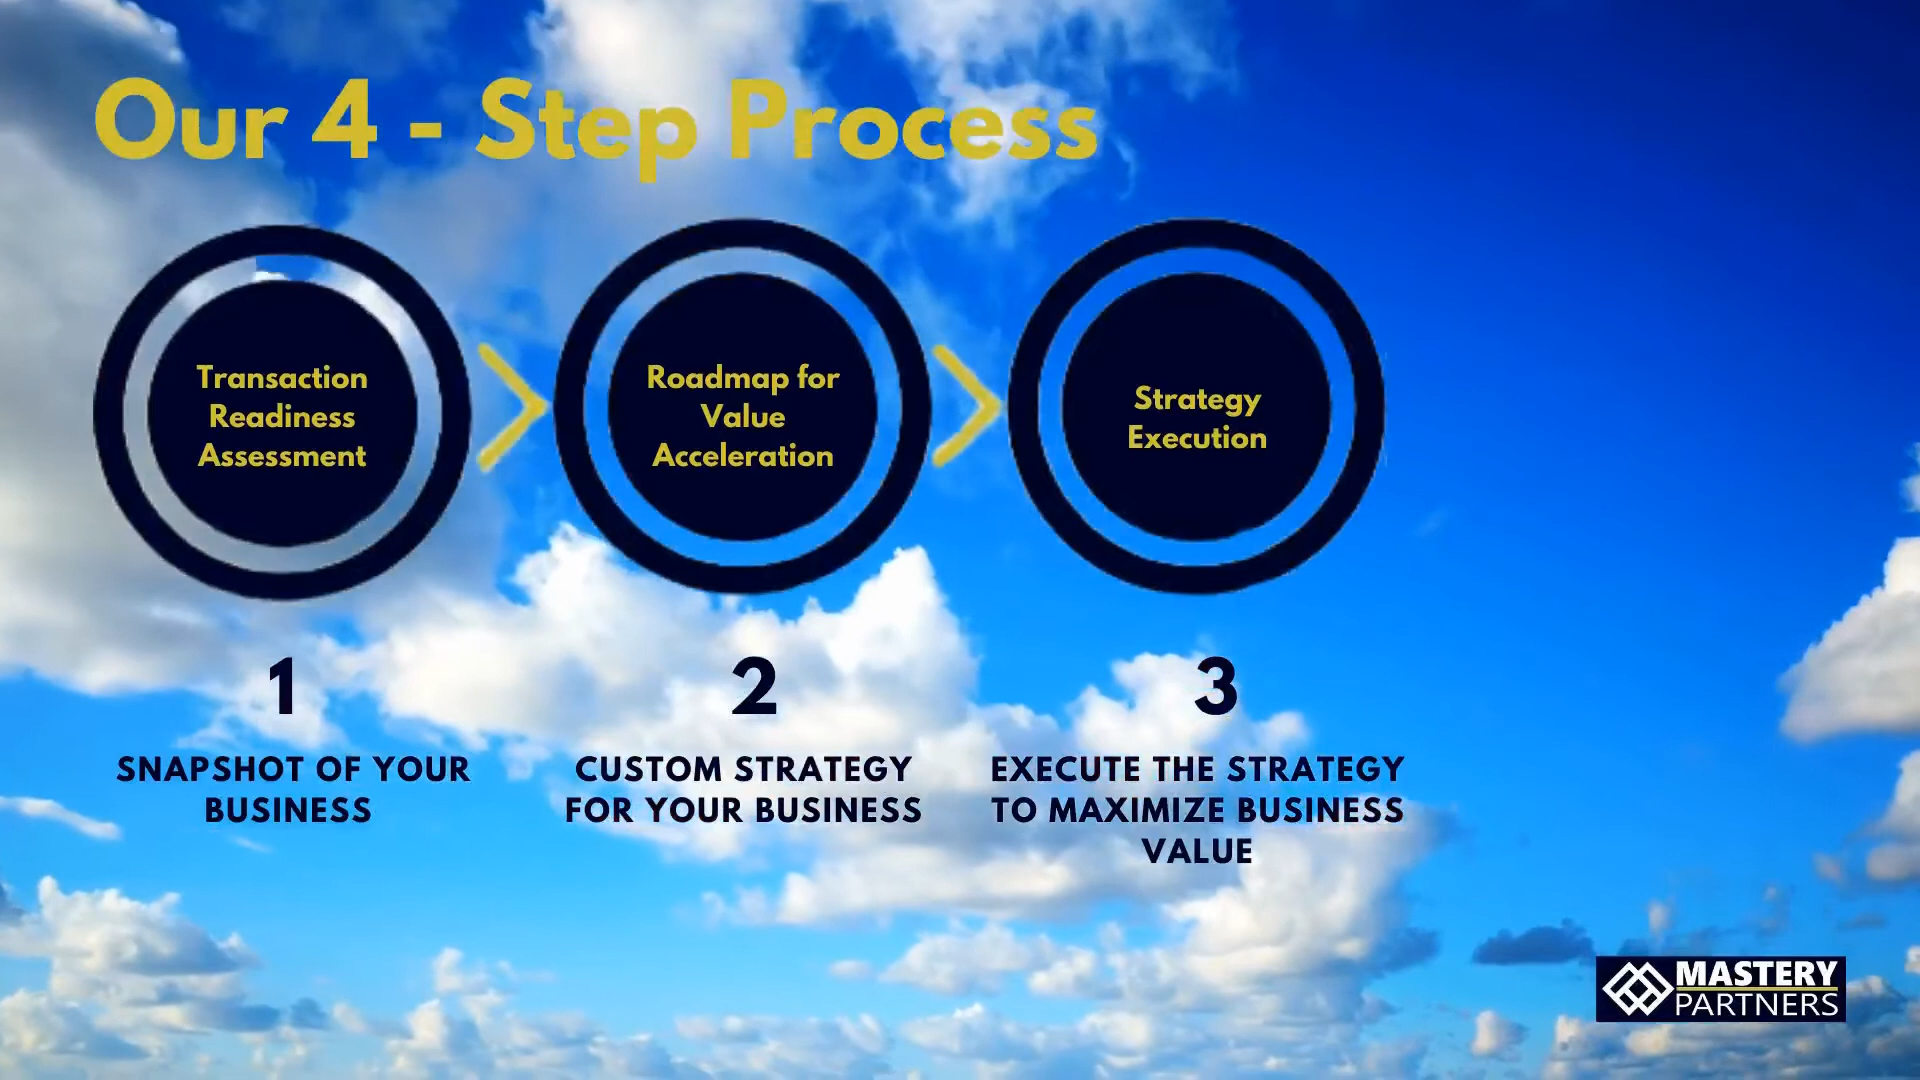 Our 4 - Step Process
Transaction
Readiness
Assessment
Roadmap for
Value
Acceleration
Strategy
Execution
1
2
3
SNAPSHOT OF YOUR
BUSINESS
CUSTOM STRATEGY
FOR YOUR BUSINESS
EXECUTE THE STRATEGY
TO MAXIMIZE BUSINESS
VALUE
MASTERY
PARTNERS